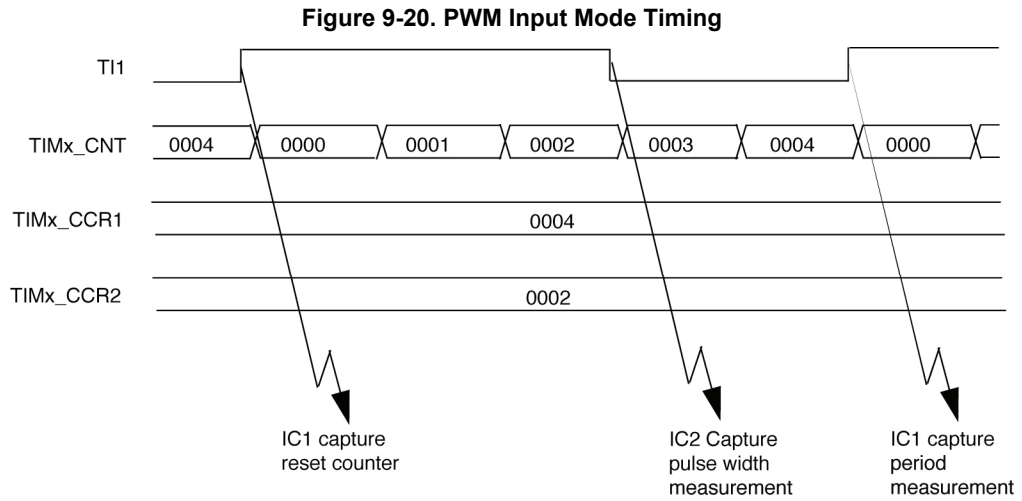 Figure 9-20. PWM Input Mode Timing
TI1
TIMx_CNT 0004 0000 0001 0002 0003 0004 0000
TIMx_CCR1 0004
TIMx_CCR2 0002
IC1 capture
reset counter
IC2 Capture
pulse width
measurement
IC1 capture
period
measurement